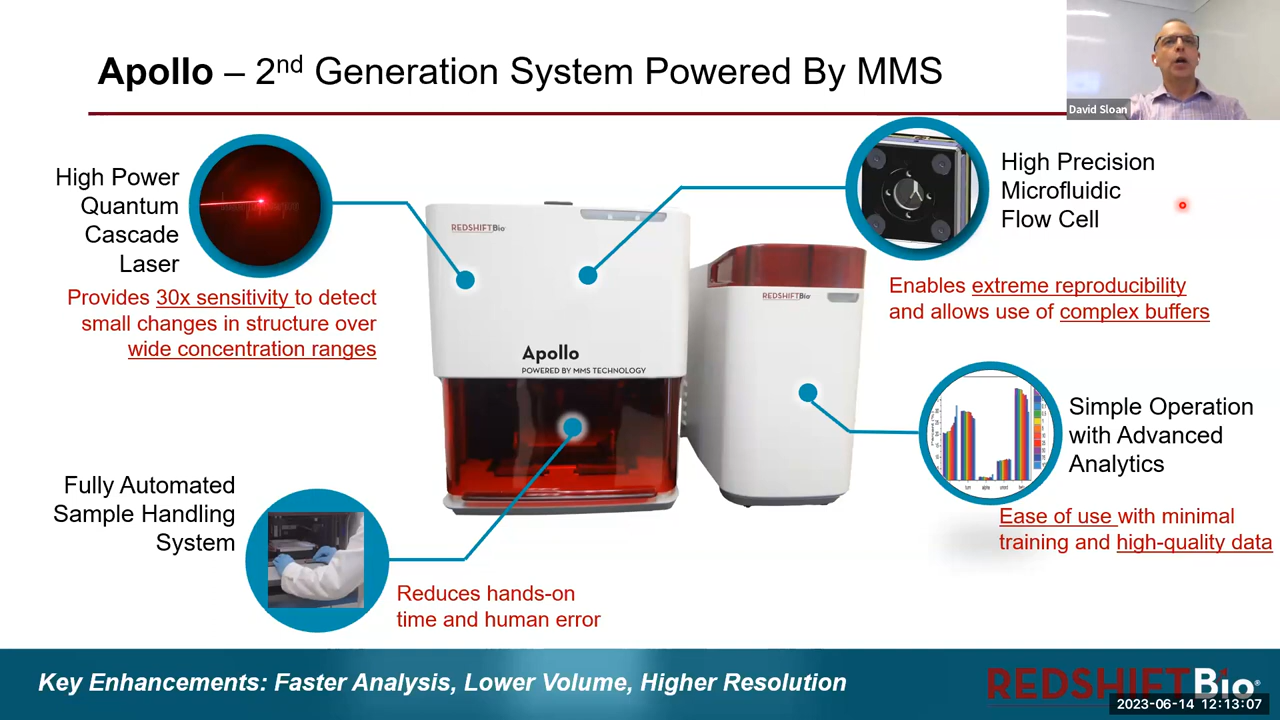 Apollo – 2nd Generation System Powered By MMS
David Sloan
High Power
Quantum
Cascade
Laser
Provides 30x sensitivity to detect
small changes in structure over
wide concentration ranges
High Precision
Microfluidic
Flow Cell
Enables extreme reproducibility
and allows use of complex buffers
REDSHIFTBio
Apollo
POWERED BY MMS TECHNOLOGY
REDSHIFTBio
Simple Operation
with Advanced
Analytics
Ease of use with minimal
training and high-quality data
Fully Automated
Sample Handling
System
Reduces hands-on
time and human error
Key Enhancements: Faster Analysis, Lower Volume, Higher Resolution
REDSHIFTBio®
2023-06-14 12:13:07